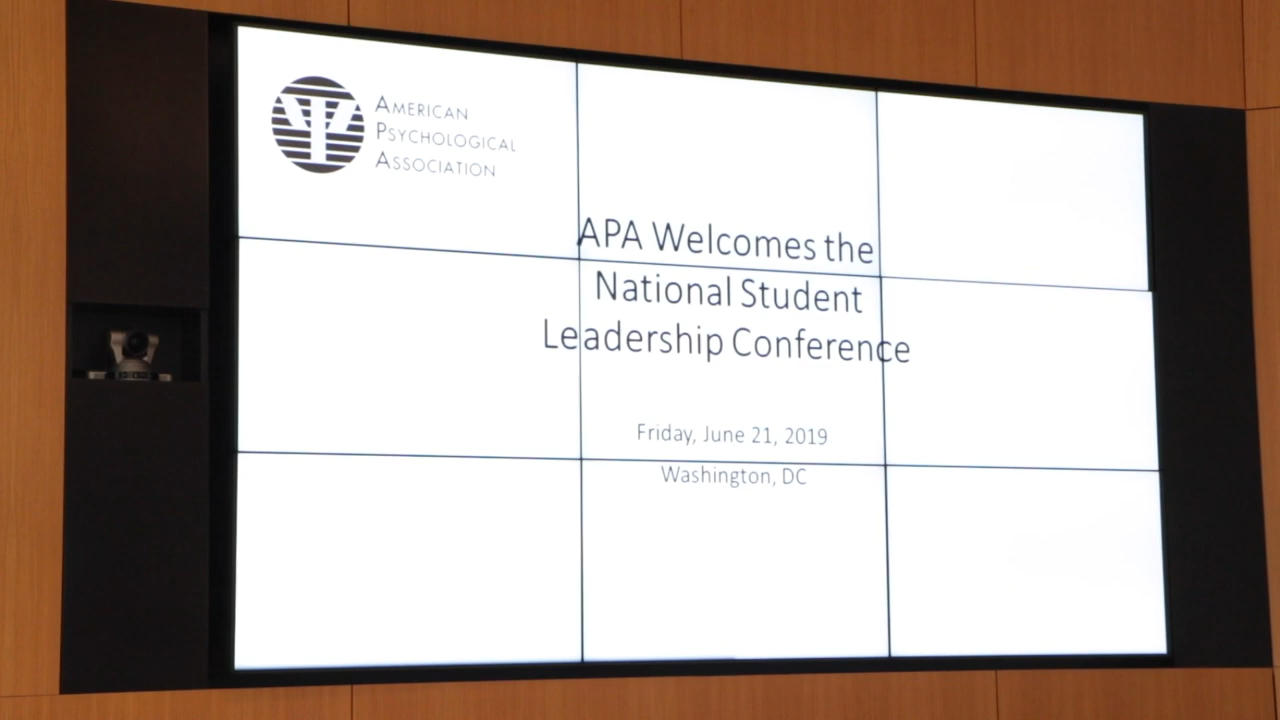 AMERICAN
PSYCHOLOGICAL
ASSOCIATION
APA Welcomes the
National Student
Leadership Conference
Friday, June 21, 2019
Washington, DC